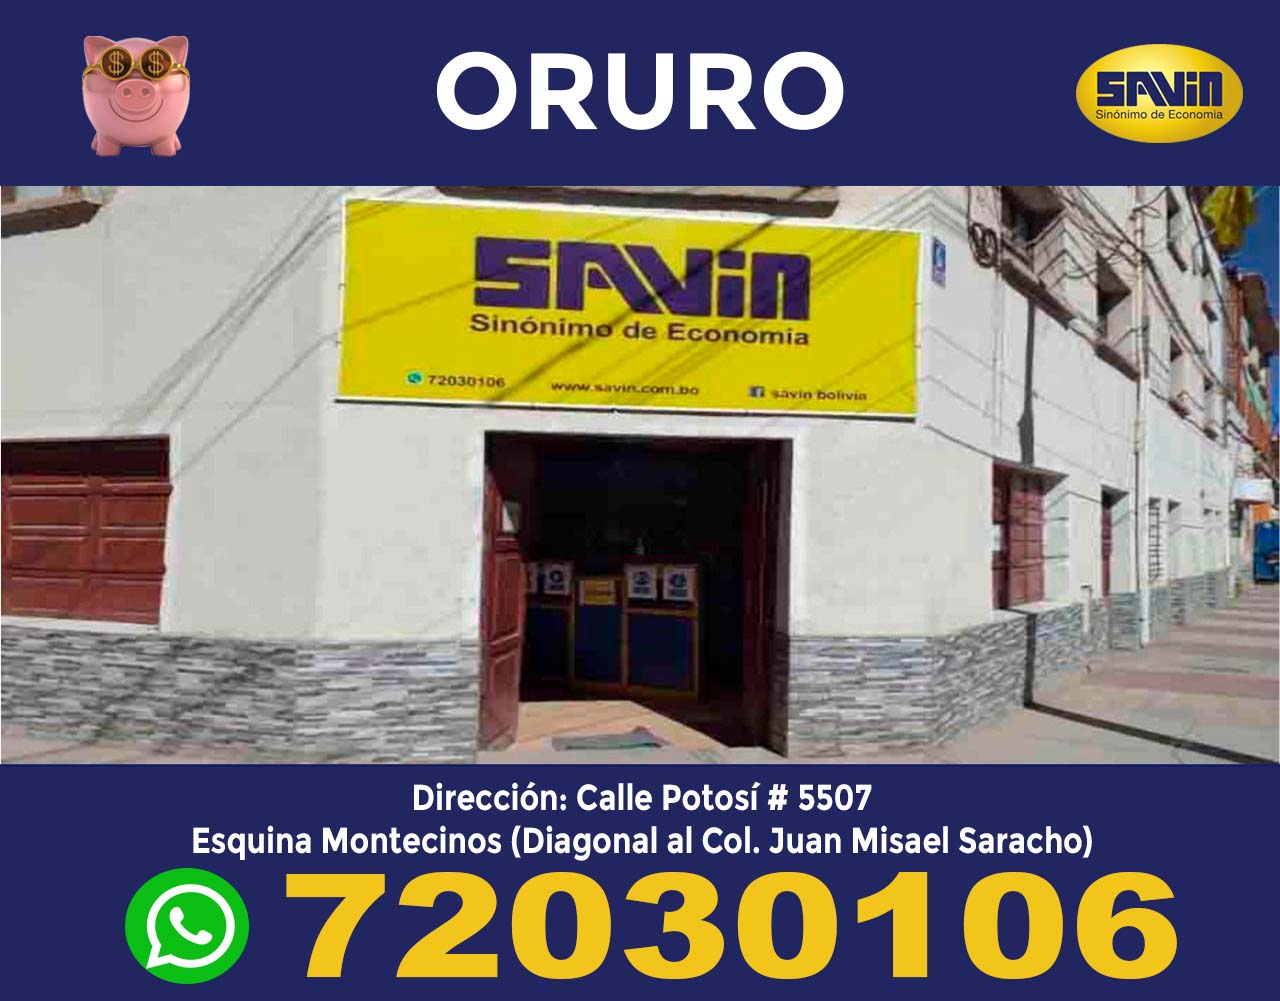 ORURO
SAVIN
Sinónimo de Economia
SAVIN
Sinónimo de Economia
72030106
www.savin.com.bo
savin bolivia
Dirección: Calle Potosí # 5507
Esquina Montecinos (Diagonal al Col. Juan Misael Saracho)
72030106